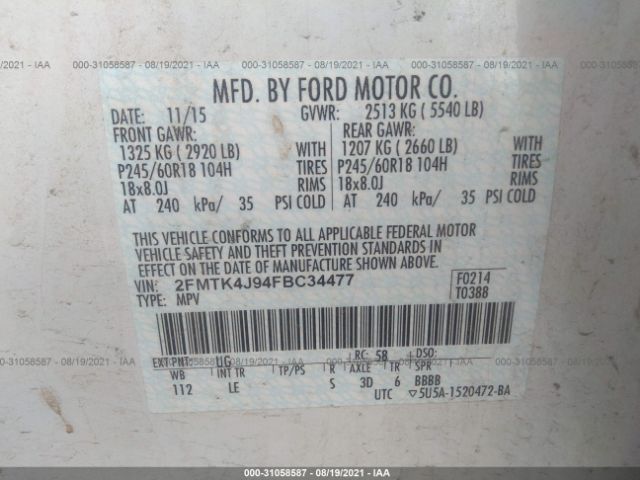 000-31058587 - 08/19/2021 - IAA
MFD. BY FORD MOTOR CO.
DATE: 11/15 GVWR: 2513 KG ( 5540 LB)
FRONT GAWR: REAR GAWR:
1325 KG ( 2920 LB) WITH 1207 KG ( 2660 LB) WITH
P245/60R18 104H TIRES P245/60R18 104H TIRES
18x8.0J RIMS 18x8.0J RIMS
AT 240 kPa/ 35 PSI COLD AT 240 kPa/ 35 PSI COLD
THIS VEHICLE CONFORMS TO ALL APPLICABLE FEDERAL MOTOR
VEHICLE SAFETY AND THEFT PREVENTION STANDARDS IN
EFFECT ON THE DATE OF MANUFACTURE SHOWN ABOVE.
VIN: 2FMTK4J94FBC34477 F0214
TYPE: MPV T0388
EXT PNT: UG RC: 58 DSO:
WB INT TR TP/PS R AXLE TR SPR
112 LE S 3D 6 BBBB
UTC ▽5U5A-1520472-BA
000-31058587 - 08/19/2021 - IAA